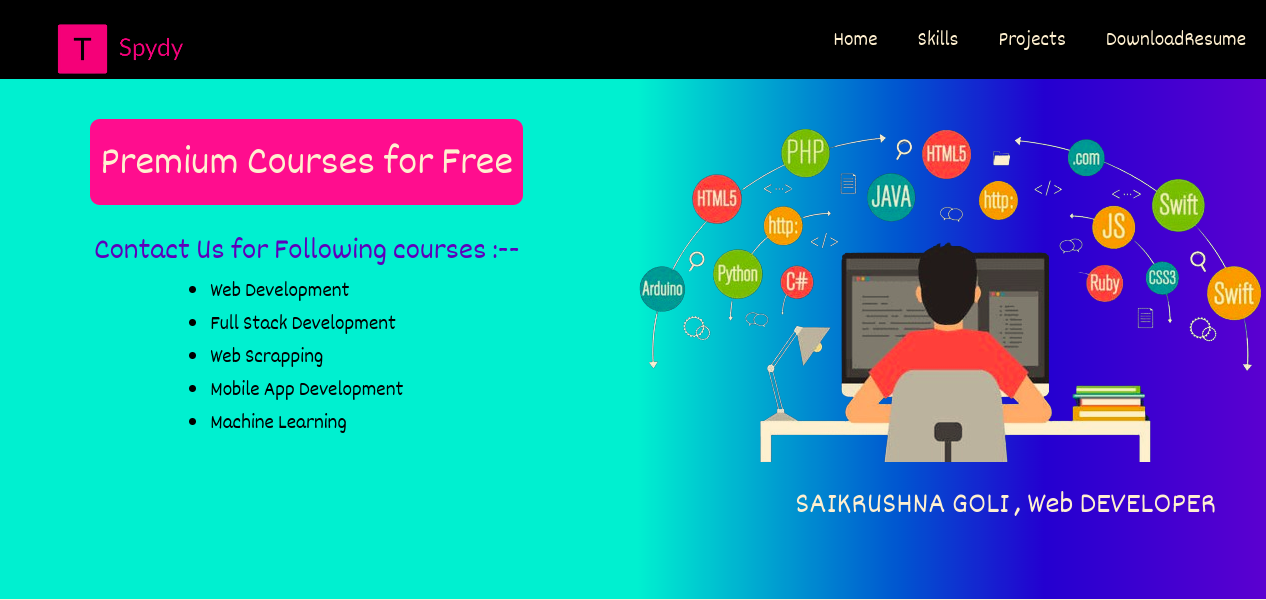 T Spydy
Home Skills Projects DownloadResume
Premium Courses for Free
Contact Us for Following courses :--
Web Development
Full Stack Development
Web Scrapping
Mobile App Development
Machine Learning
PHP
HTML5
.com
HTML5
JAVA
http:
Swift
http:
JS
Python
C#
Ruby
CSS3
Arduino
Swift
SAIKRUSHNA GOLI , Web DEVELOPER